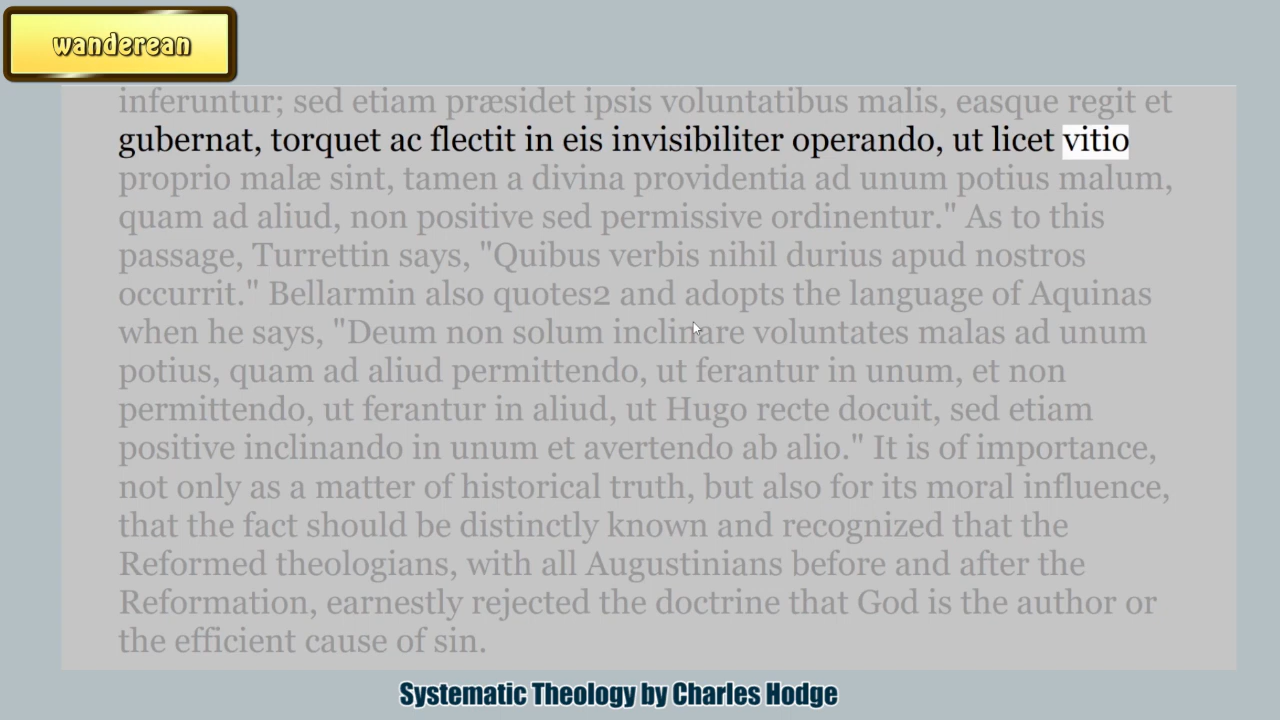 wanderean
inferuntur; sed etiam præsidet ipsis voluntatibus malis, easque regit et
gubernat, torquet ac flectit in eis invisibiliter operando, ut licet vitio
proprio malæ sint, tamen a divina providentia ad unum potius malum,
quam ad aliud, non positive sed permissive ordinentur." As to this
passage, Turrettin says, "Quibus verbis nihil durius apud nostros
occurrit." Bellarmin also quotes2 and adopts the language of Aquinas
when he says, "Deum non solum inclinare voluntates malas ad unum
potius, quam ad aliud permittendo, ut ferantur in unum, et non
permittendo, ut ferantur in aliud, ut Hugo recte docuit, sed etiam
positive inclinando in unum et avertendo ab alio." It is of importance,
not only as a matter of historical truth, but also for its moral influence,
that the fact should be distinctly known and recognized that the
Reformed theologians, with all Augustinians before and after the
Reformation, earnestly rejected the doctrine that God is the author or
the efficient cause of sin.
Systematic Theology by Charles Hodge